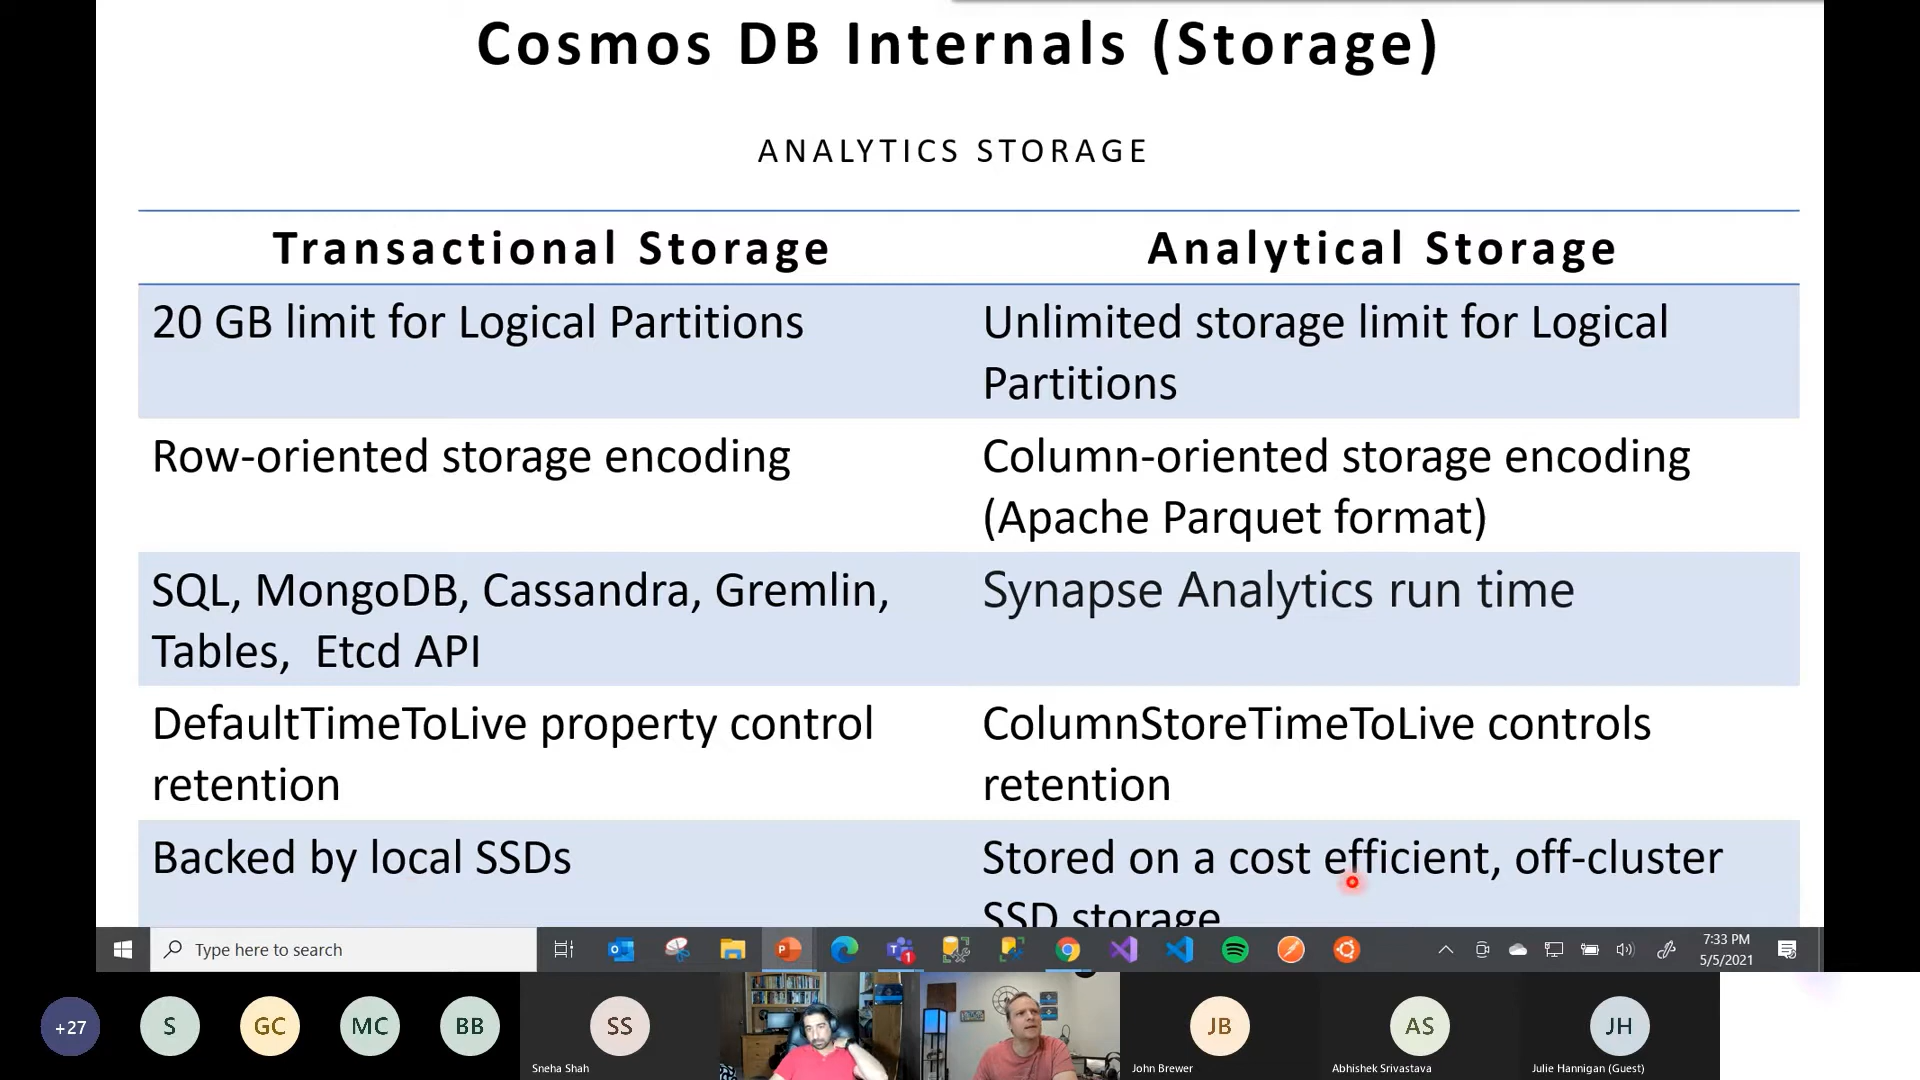 Cosmos DB Internals (Storage)
ANALYTICS STORAGE
Transactional Storage
Analytical Storage
20 GB limit for Logical Partitions
Unlimited storage limit for Logical
Partitions
Row-oriented storage encoding
Column-oriented storage encoding
(Apache Parquet format)
SQL, MongoDB, Cassandra, Gremlin,
Tables,  Etcd API
Synapse Analytics run time
DefaultTimeToLive property control
retention
ColumnStoreTimeToLive controls
retention
Backed by local SSDs
Stored on a cost efficient, off-cluster
SSD storage
Type here to search
1
7:33 PM
5/5/2021
+27
S
GC
MC
BB
SS
Sneha Shah
JB
John Brewer
AS
Abhishek Srivastava
JH
Julie Hannigan (Guest)